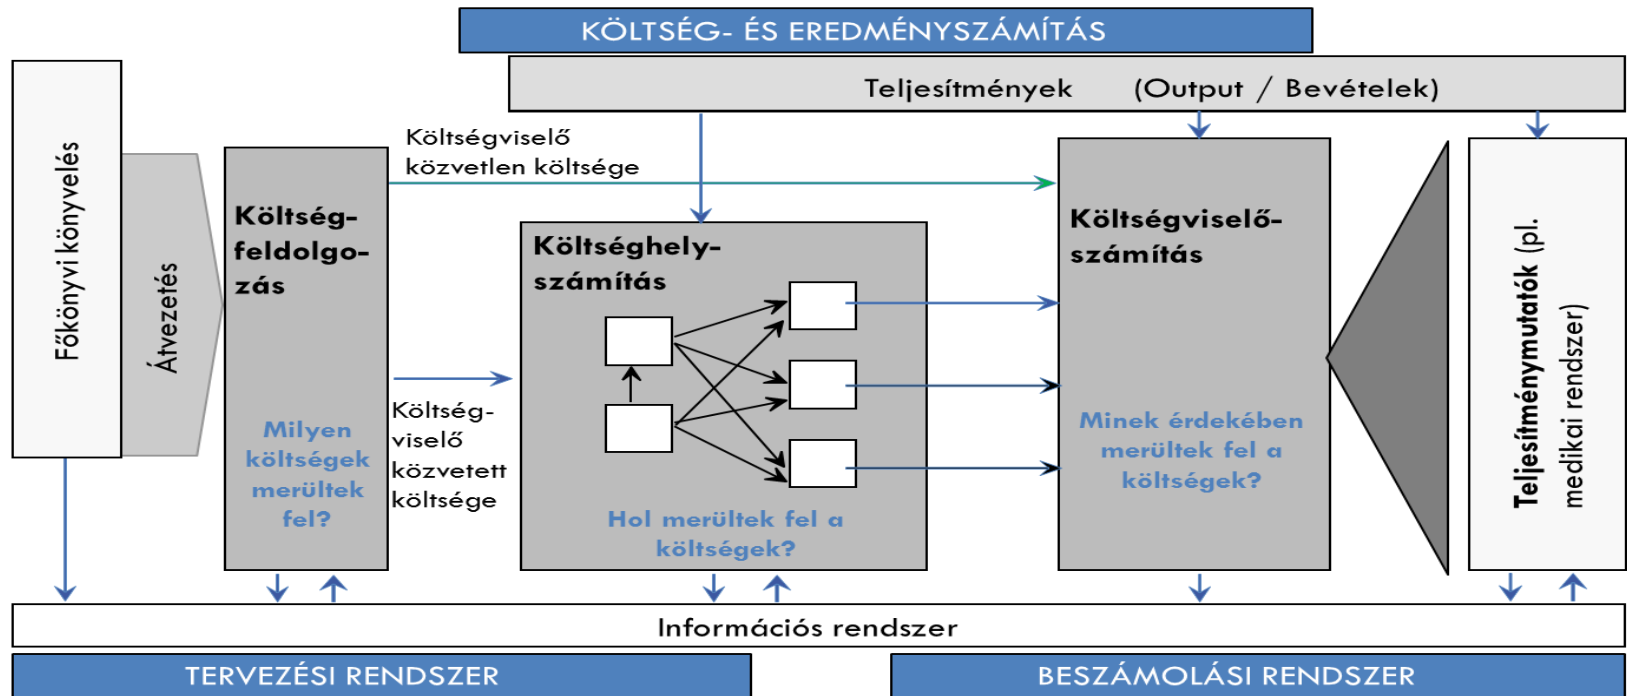 KÖLTSÉG- ÉS EREDMÉNYSZÁMÍTÁS
Teljesítmények (Output / Bevételek)
Főkönyvi könyvelés
Átvezetés
Költség-
feldolgo-
zás
Milyen
költségek
merültek
fel?
Költségviselő
közvetlen költsége
Költség-
viselő
közvetett
költsége
Költséghely-
számítás
Hol merültek fel a
költségek?
Költségviselő-
számítás
Minek érdekében
merültek fel a
költségek?
Teljesítménymutatók (pl.
medikai rendszer)
Információs rendszer
TERVEZÉSI RENDSZER
BESZÁMOLÁSI RENDSZER